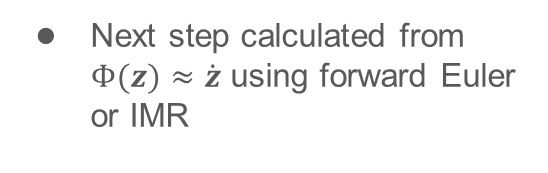 ● Next step calculated from
Φ(z) ≈ ż using forward Euler
or IMR